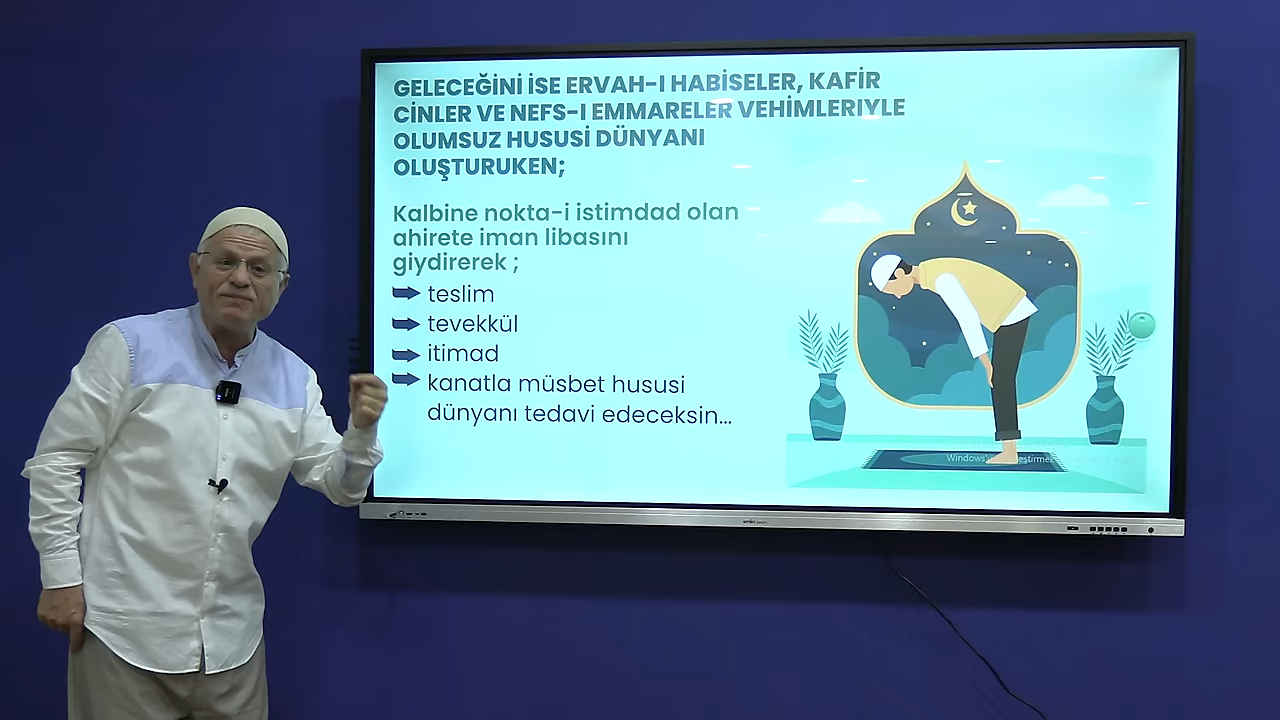 GELECEĞİNİ İSE ERVAH-I HABİSELER, KAFİR
CİNLER VE NEFS-I EMMARELER VEHİMLERIYLE
OLUMSUZ HUSUSİ DÜNYANI
OLUŞTURUKEN;
Kalbine nokta-i istimdad olan
ahirete iman libasını
giydirerek ;
teslim
tevekkül
itimad
kanatla müsbet hususi
dünyanı tedavi edeceksin...